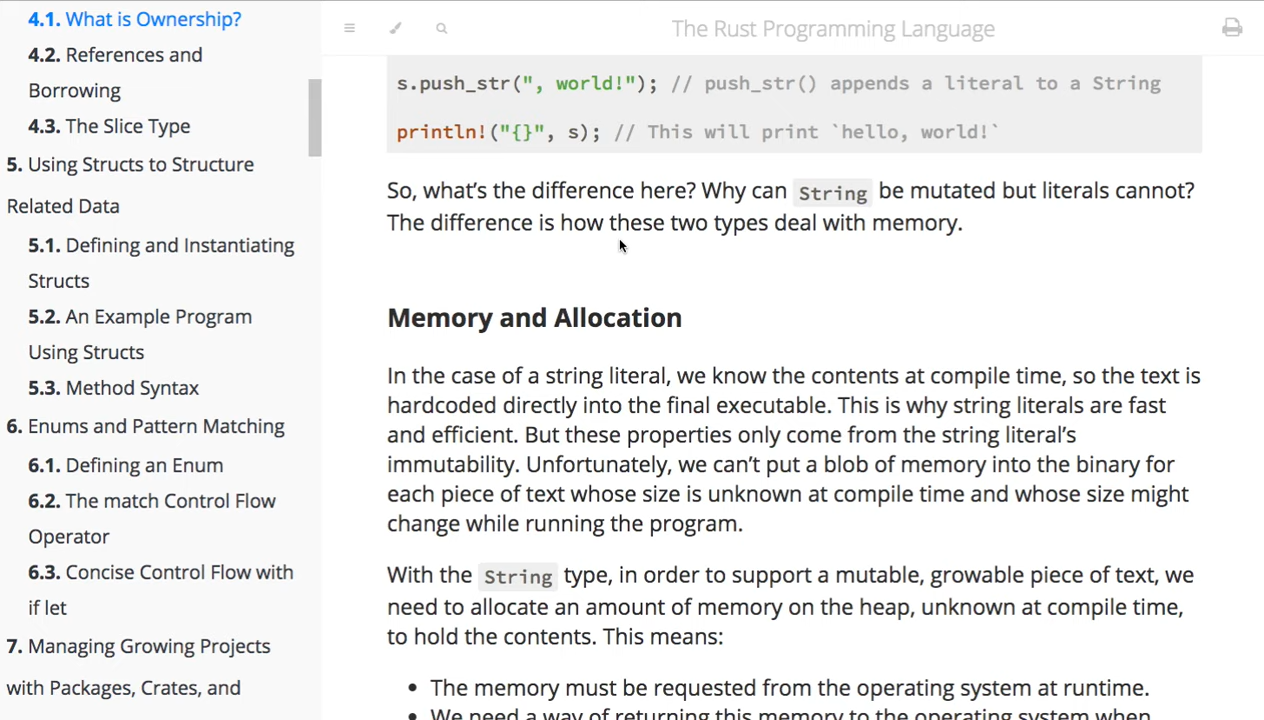 4.1. What is Ownership?
4.2. References and
Borrowing
4.3. The Slice Type
5. Using Structs to Structure
Related Data
5.1. Defining and Instantiating
Structs
5.2. An Example Program
Using Structs
5.3. Method Syntax
6. Enums and Pattern Matching
6.1. Defining an Enum
6.2. The match Control Flow
Operator
6.3. Concise Control Flow with
if let
7. Managing Growing Projects
with Packages, Crates, and
The Rust Programming Language
s.push_str(", world!"); // push_str() appends a literal to a String
println!("{}", s); // This will print `hello, world!`
So, what’s the difference here? Why can String be mutated but literals cannot?
The difference is how these two types deal with memory.
Memory and Allocation
In the case of a string literal, we know the contents at compile time, so the text is
hardcoded directly into the final executable. This is why string literals are fast
and efficient. But these properties only come from the string literal’s
immutability. Unfortunately, we can’t put a blob of memory into the binary for
each piece of text whose size is unknown at compile time and whose size might
change while running the program.
With the String type, in order to support a mutable, growable piece of text, we
need to allocate an amount of memory on the heap, unknown at compile time,
to hold the contents. This means:
• The memory must be requested from the operating system at runtime.
• We need a way of returning this memory to the operating system when